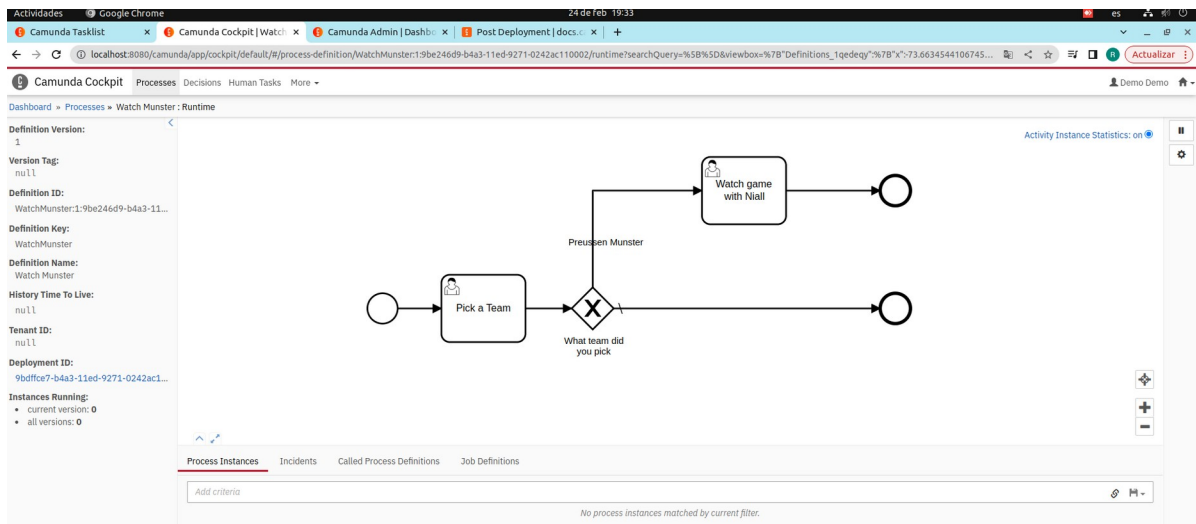 Actividades Google Chrome 24 de feb 19:33 es
Camunda Tasklist Camunda Cockpit | Watch Camunda Admin | Dashbo Post Deployment | docs.c
localhost:8080/camunda/app/cockpit/default/#/process-definition/WatchMunster:1:9be246d9-b4a3-11ed-9271-0242ac110002/runtime?searchQuery=%5B%5D&viewbox=%7B"Definitions_1qedeqy":%7B"x":-73.6634544106745... R Actualizar
Camunda Cockpit Processes Decisions Human Tasks More Demo Demo
Dashboard » Processes » Watch Munster : Runtime
Definition Version:
1
Activity Instance Statistics: on
Version Tag:
null
Definition ID:
WatchMunster:1:9be246d9-b4a3-11...
Definition Key:
WatchMunster
Definition Name:
Watch Munster
History Time To Live:
null
Tenant ID:
null
Deployment ID:
9bdffce7-b4a3-11ed-9271-0242ac1...
Instances Running:
current version: 0
all versions: 0
Watch game
with Niall
Preussen Munster
Pick a Team
What team did
you pick
Process Instances Incidents Called Process Definitions Job Definitions
Add criteria
No process instances matched by current filter.